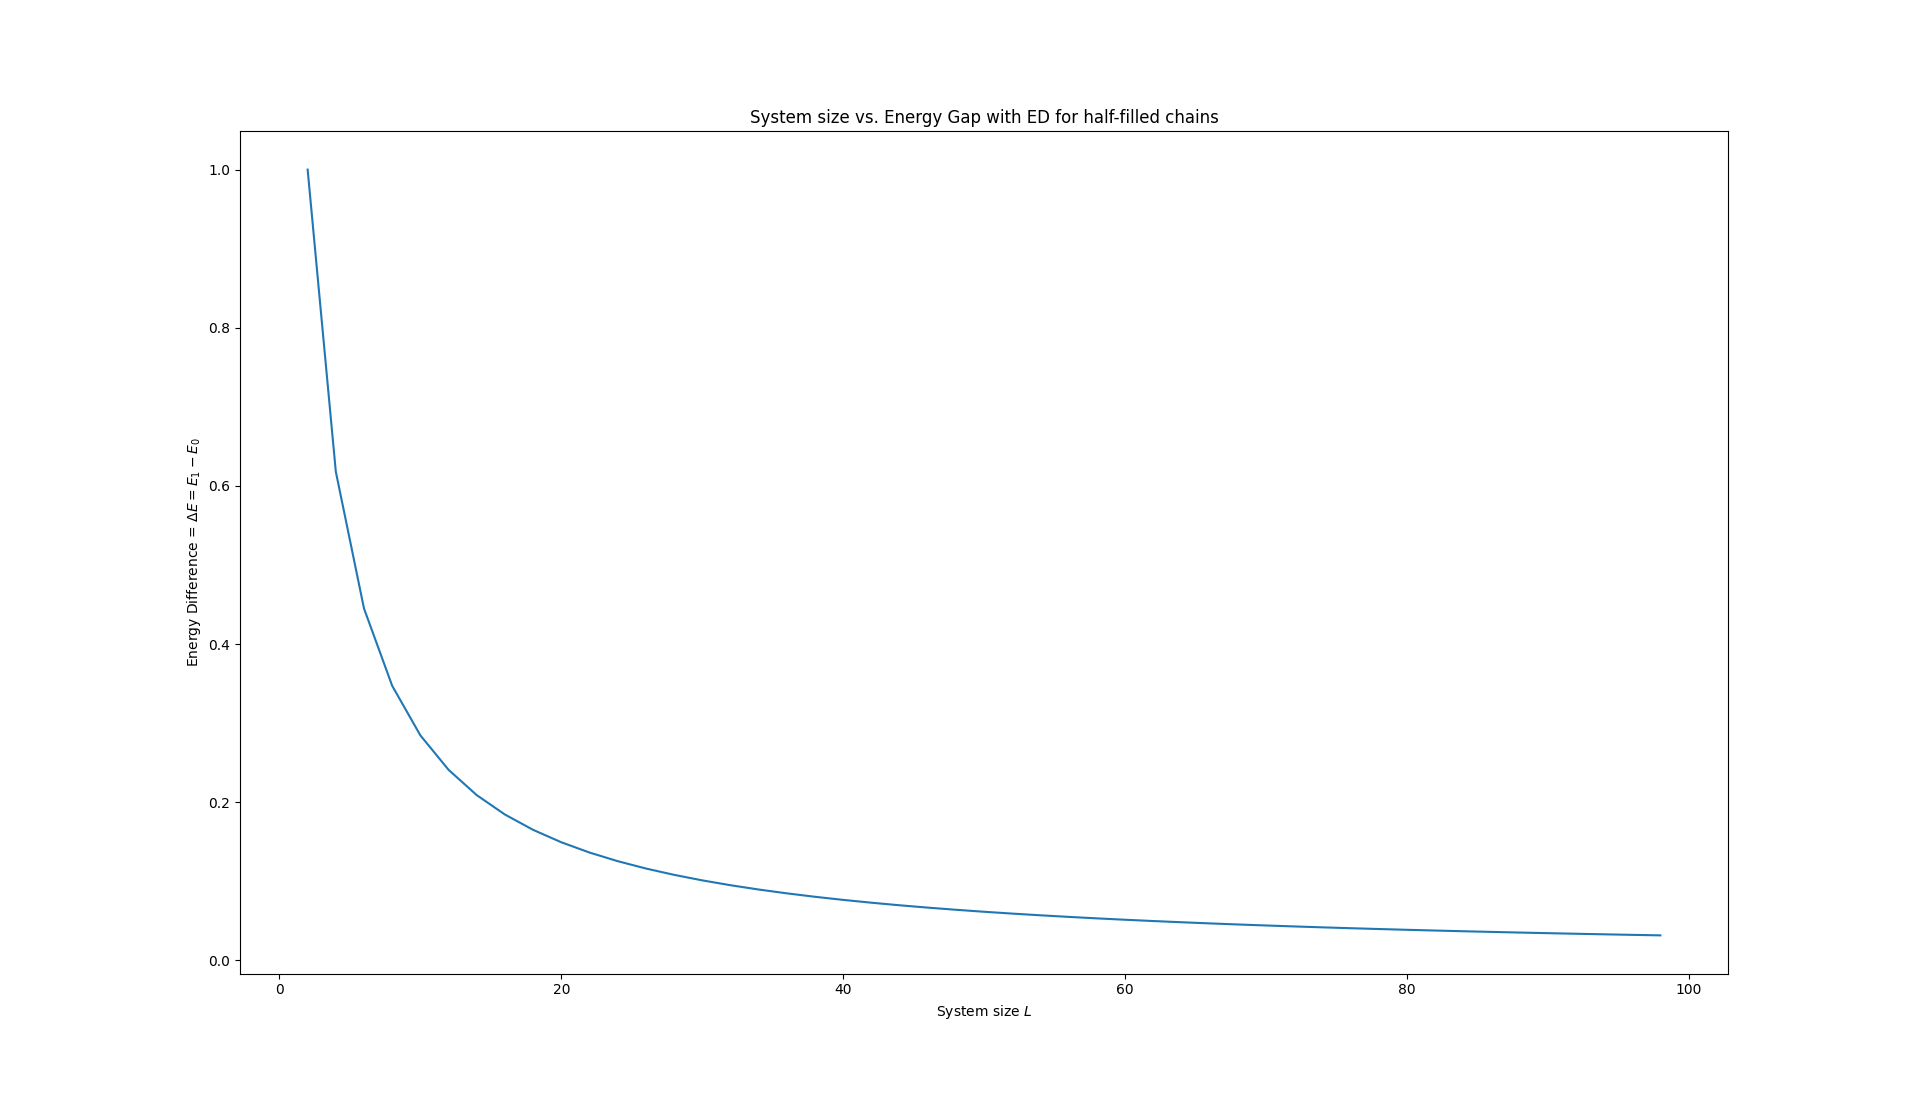 System size vs. Energy Gap with ED for half-filled chains
1.0
0.8
0.6
0.4
0.2
0.0
Energy Difference = ΔE = E₁ − E₀
0 20 40 60 80 100
System size L